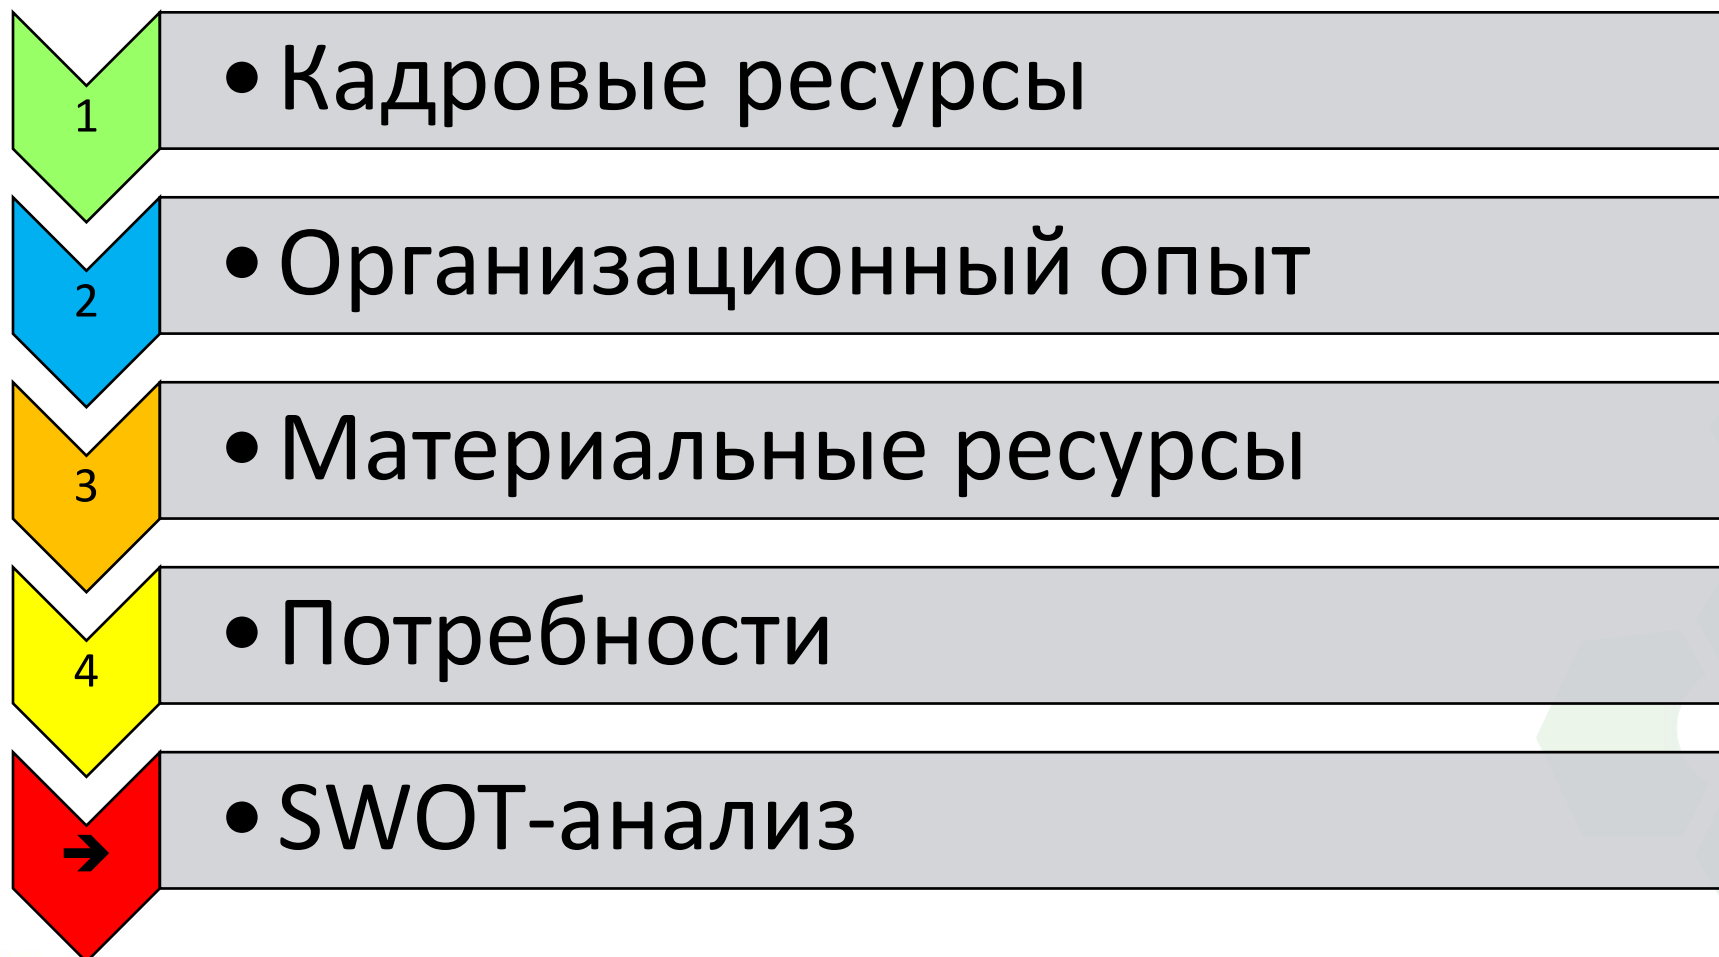 1
• Кадровые ресурсы
2
• Организационный опыт
3
• Материальные ресурсы
4
• Потребности
➔
• SWOT-анализ